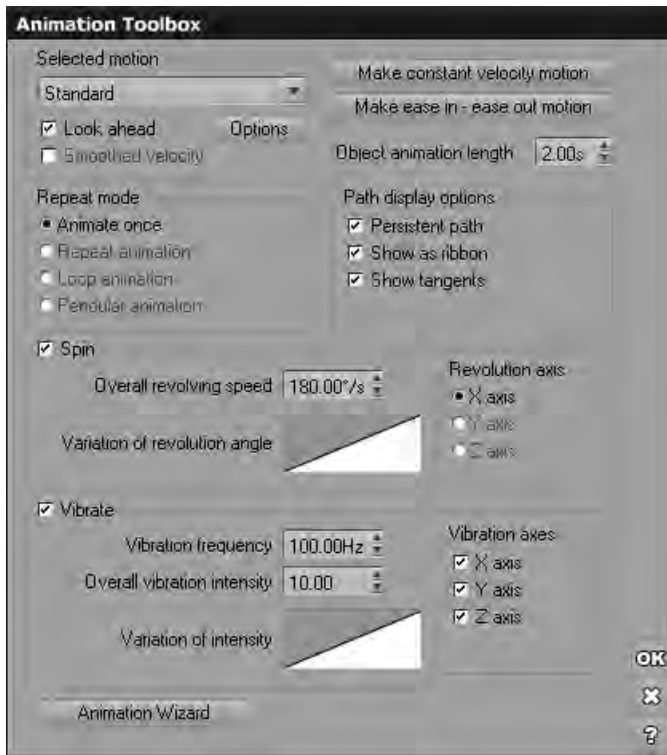 Animation Toolbox
Selected motion
Standard
Look ahead
Options
Smoothed velocity
Make constant velocity motion
Make ease in - ease out motion
Object animation length 2.00s
Repeat mode
Animate once
Repeat animation
Loop animation
Pendular animation
Path display options
Persistent path
Show as ribbon
Show tangents
Spin
Overall revolving speed 180.00°/s
Variation of revolution angle
Revolution axis
X axis
Y axis
Z axis
Vibrate
Vibration frequency 100.00Hz
Overall vibration intensity 10.00
Variation of intensity
Vibration axes
X axis
Y axis
Z axis
Animation Wizard
OK
?